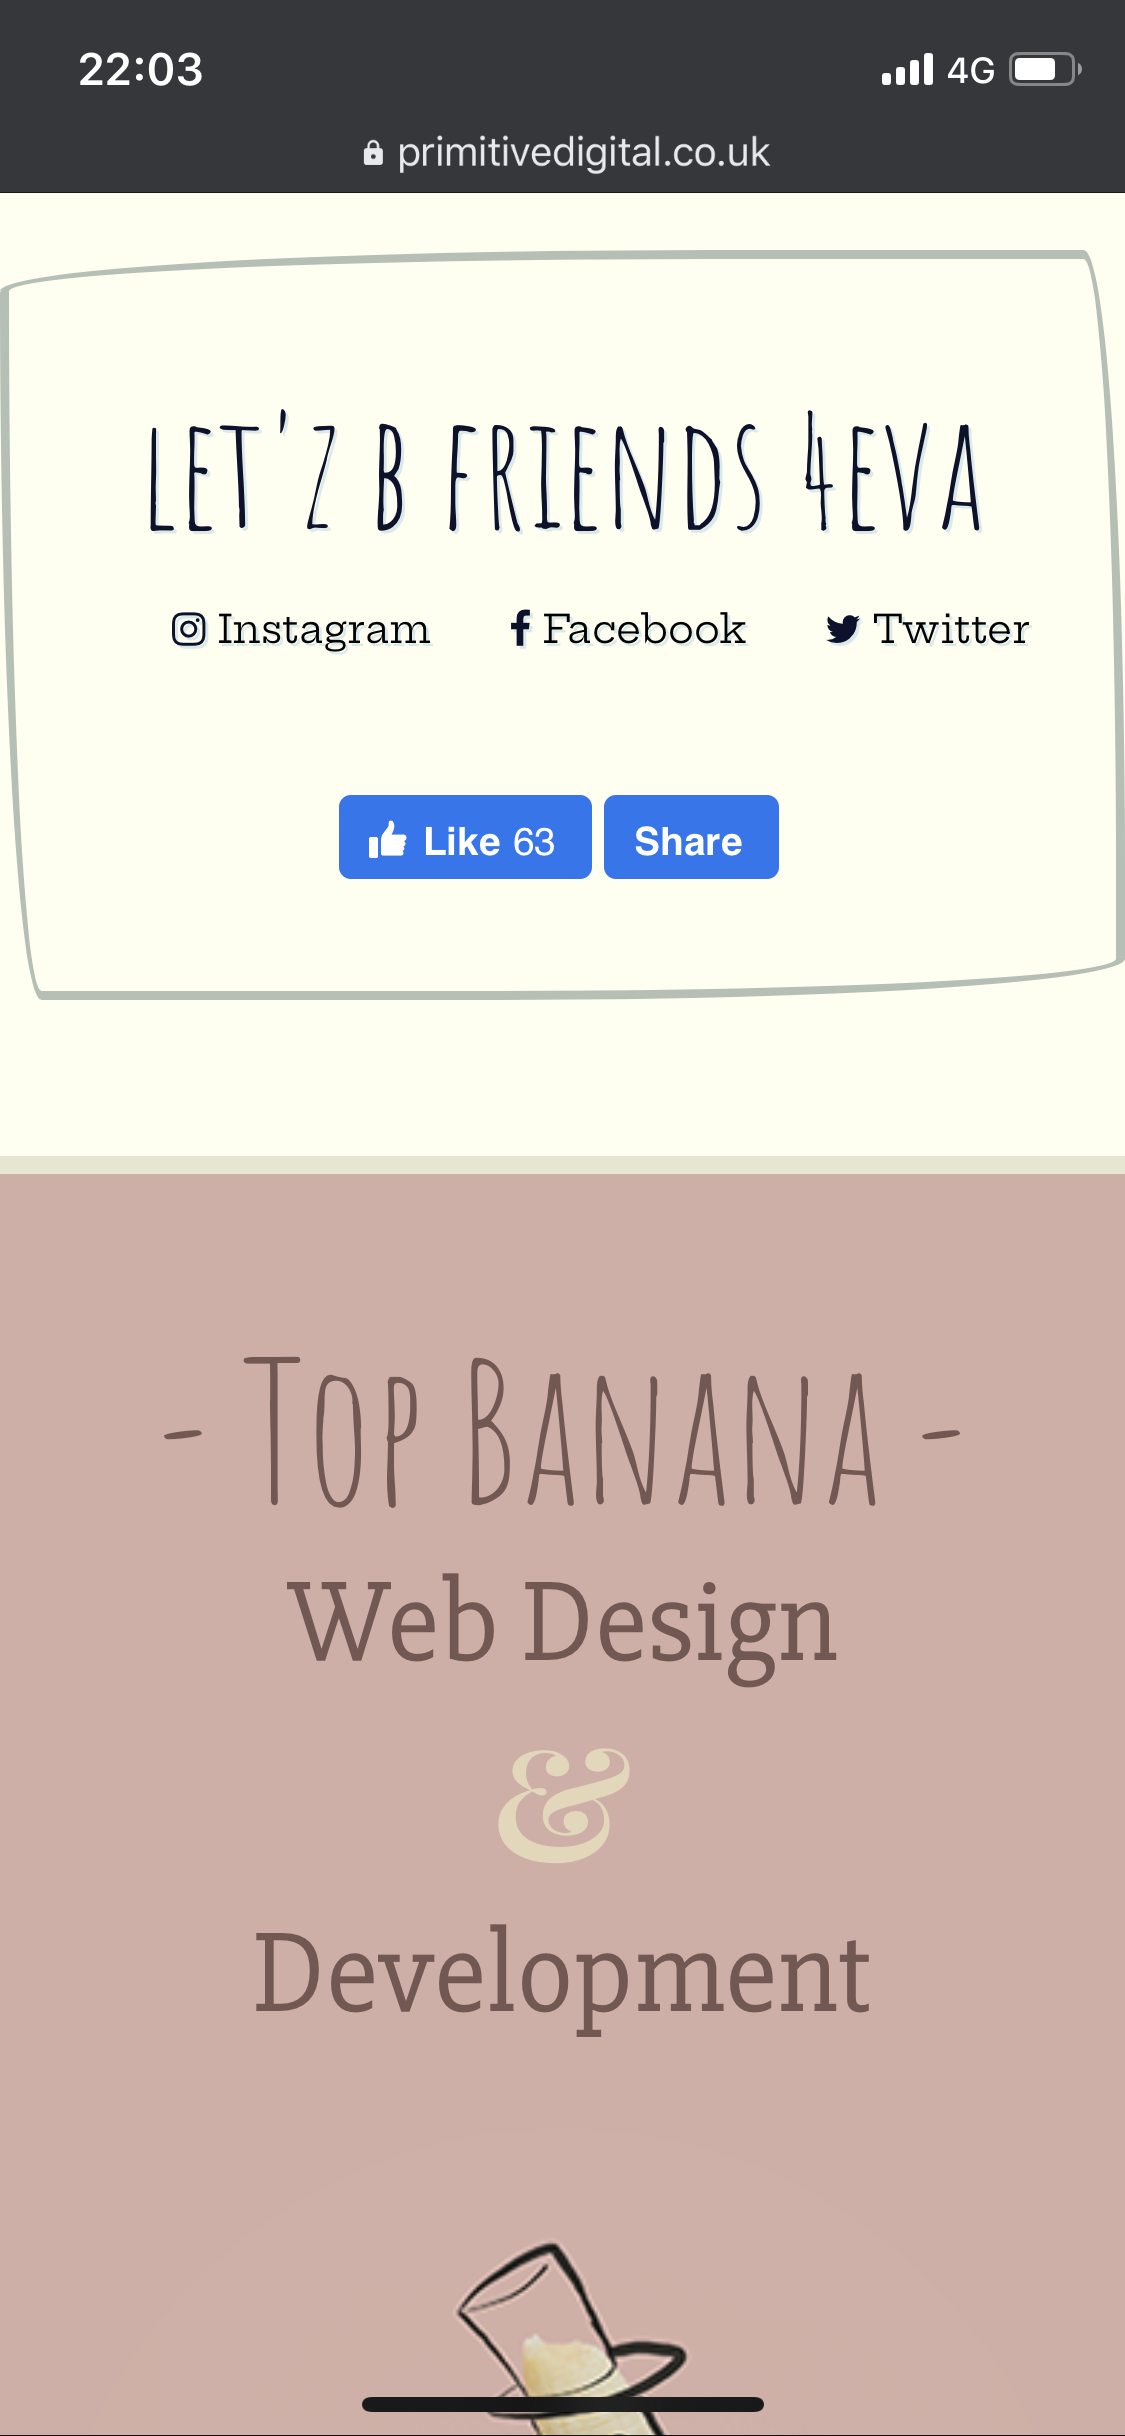 22:03 4G
primitivedigital.co.uk
LET'Z B FRIENDS 4EVA
Instagram Facebook Twitter
Like 63 Share
- TOP BANANA -
Web Design
&
Development